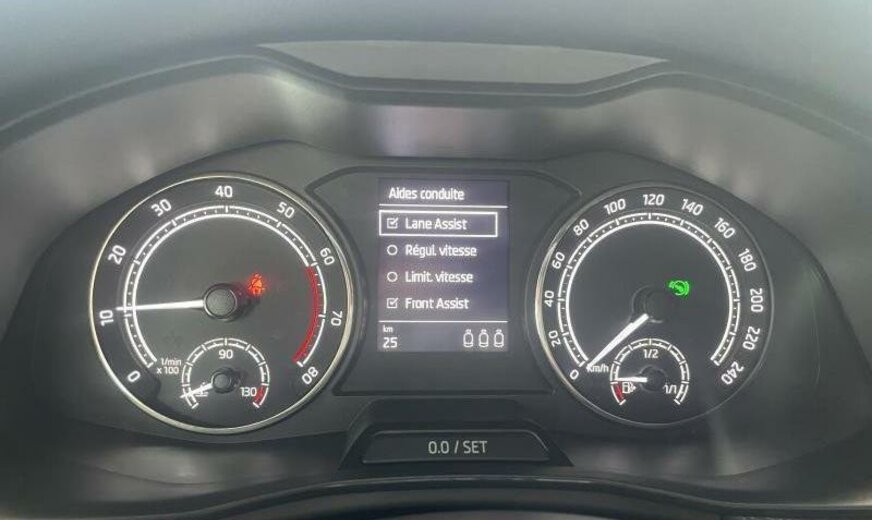 Aides conduite
Lane Assist
Régul. vitesse
Limit. vitesse
Front Assist
km
25
0
10
20
30
40
50
60
70
80
1/min
x 100
90
130
0
20
40
60
80
100
120
140
160
180
200
220
240
km/h
1/2
1/1
0.0 / SET